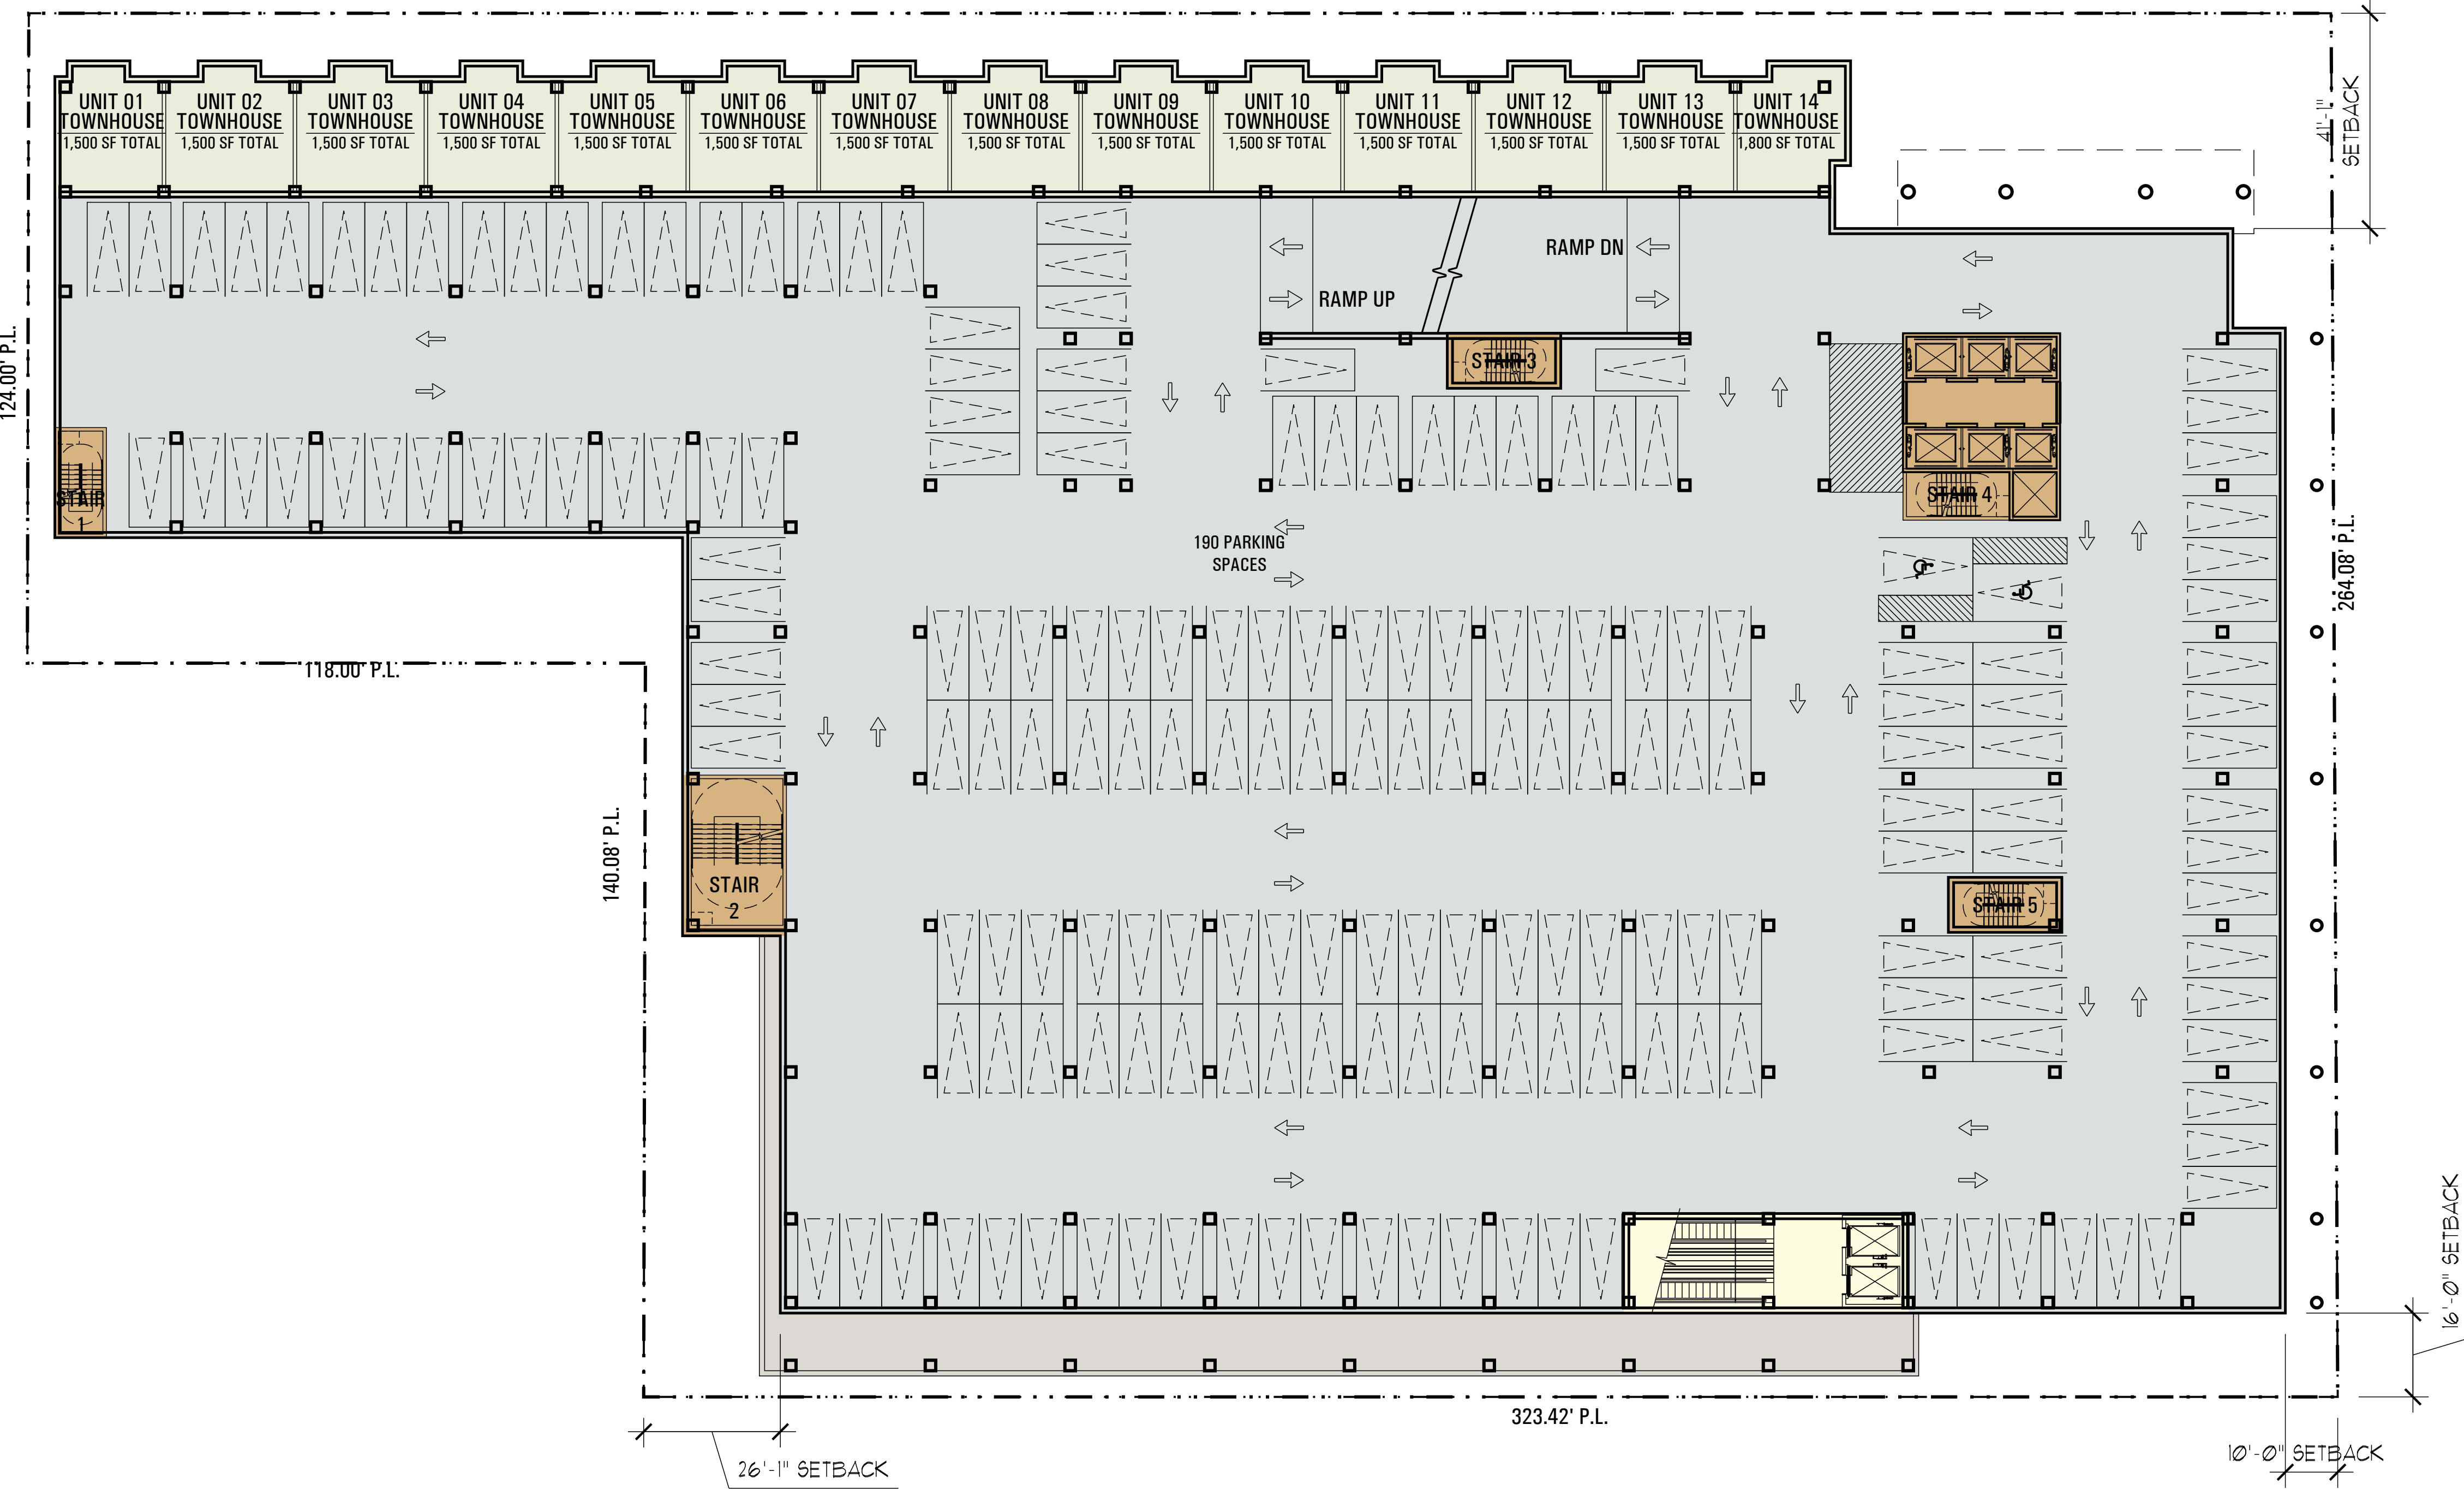 UNIT 01
TOWNHOUSE
1,500 SF TOTAL
UNIT 02
TOWNHOUSE
1,500 SF TOTAL
UNIT 03
TOWNHOUSE
1,500 SF TOTAL
UNIT 04
TOWNHOUSE
1,500 SF TOTAL
UNIT 05
TOWNHOUSE
1,500 SF TOTAL
UNIT 06
TOWNHOUSE
1,500 SF TOTAL
UNIT 07
TOWNHOUSE
1,500 SF TOTAL
UNIT 08
TOWNHOUSE
1,500 SF TOTAL
UNIT 09
TOWNHOUSE
1,500 SF TOTAL
UNIT 10
TOWNHOUSE
1,500 SF TOTAL
UNIT 11
TOWNHOUSE
1,500 SF TOTAL
UNIT 12
TOWNHOUSE
1,500 SF TOTAL
UNIT 13
TOWNHOUSE
1,500 SF TOTAL
UNIT 14
TOWNHOUSE
1,800 SF TOTAL
41'-1"
SETBACK
RAMP DN
RAMP UP
124.00' P.L.
STAIR 3
STAIR
1
STAIR 4
190 PARKING
SPACES
264.08' P.L.
118.00' P.L.
140.08' P.L.
STAIR
2
STAIR 5
16'-0" SETBACK
323.42' P.L.
26'-1" SETBACK
10'-0" SETBACK